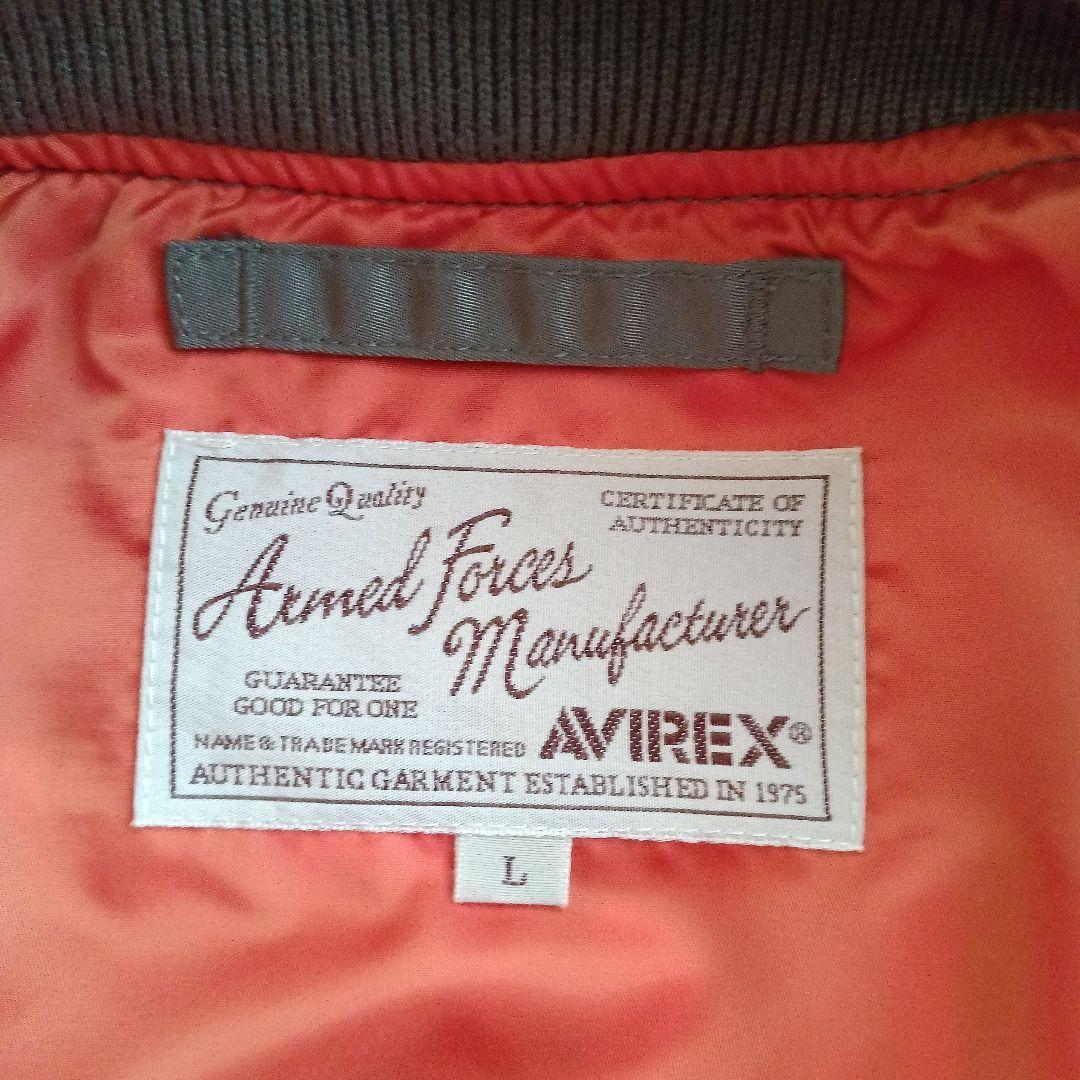 Genuine Quality
CERTIFICATE OF
AUTHENTICITY
Armed Forces
Manufacturer
GUARANTEE
GOOD FOR ONE
NAME & TRADE MARK REGISTERED
AVIREX®
AUTHENTIC GARMENT ESTABLISHED IN 1975
L